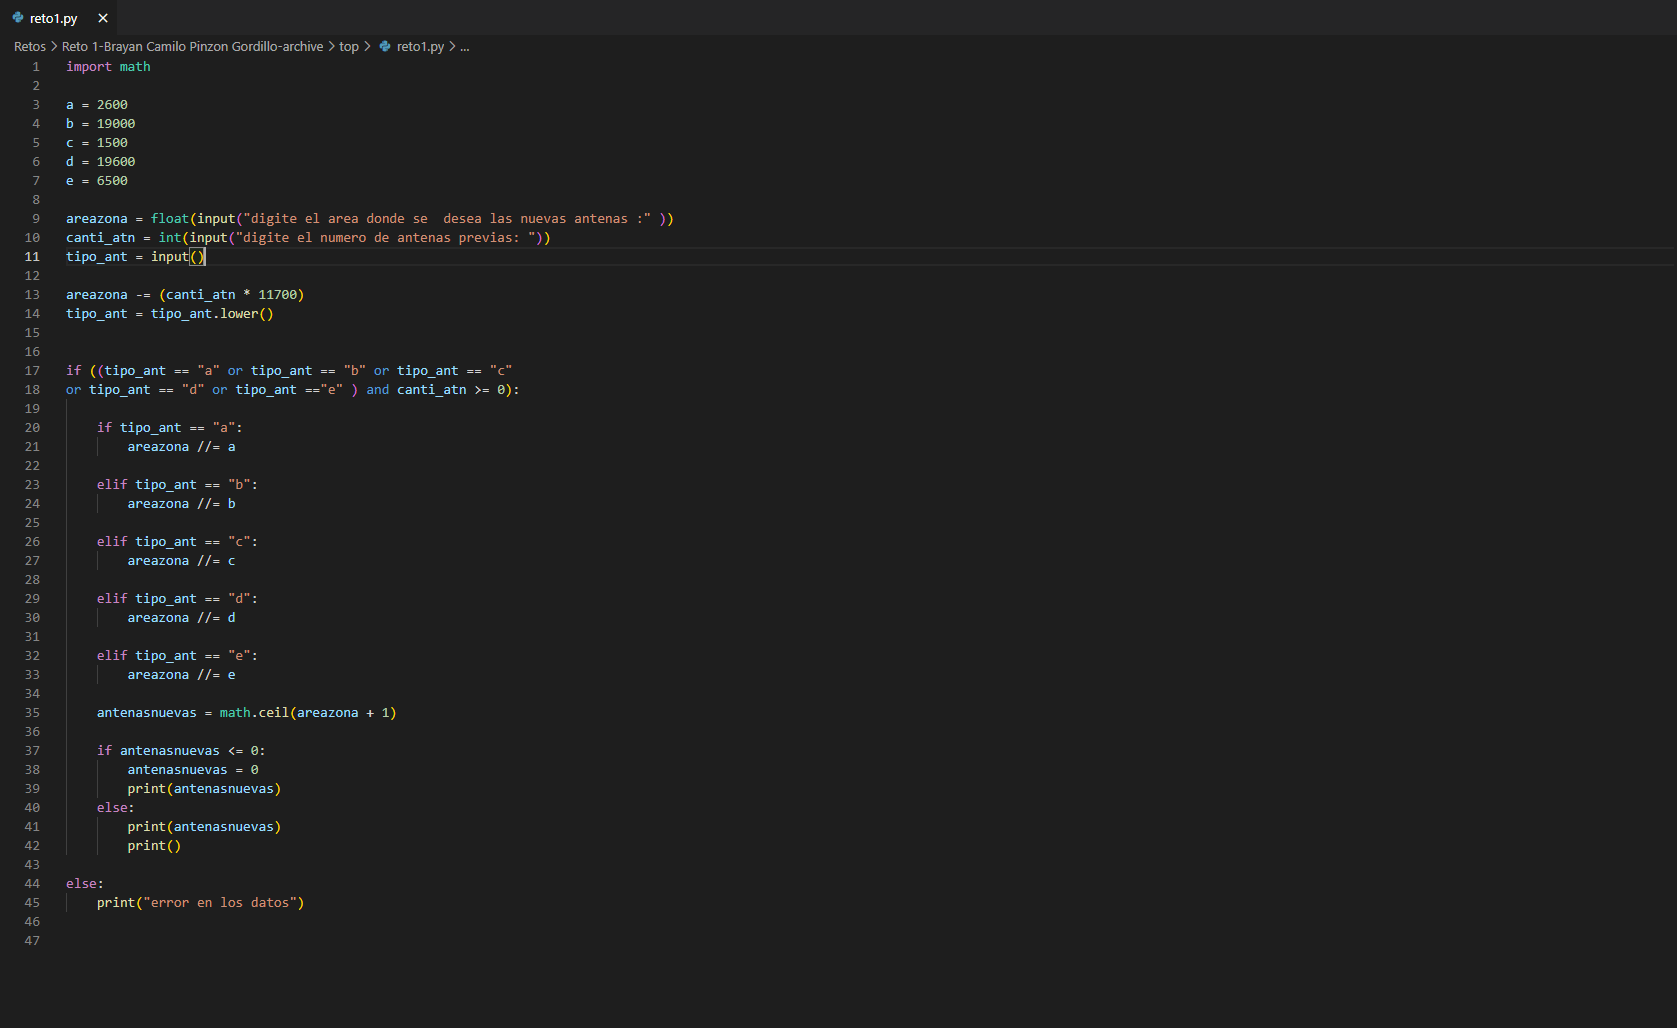 reto1.py ×
Retos > Reto 1-Brayan Camilo Pinzon Gordillo-archive > top > reto1.py > ...
1 import math
2
3 a = 2600
4 b = 19000
5 c = 1500
6 d = 19600
7 e = 6500
8
9 areazona = float(input("digite el area donde se  desea las nuevas antenas :" ))
10 canti_atn = int(input("digite el numero de antenas previas: "))
11 tipo_ant = input()
12
13 areazona -= (canti_atn * 11700)
14 tipo_ant = tipo_ant.lower()
15
16
17 if ((tipo_ant == "a" or tipo_ant == "b" or tipo_ant == "c"
18 or tipo_ant == "d" or tipo_ant =="e" ) and canti_atn >= 0):
19
20     if tipo_ant == "a":
21         areazona //= a
22
23     elif tipo_ant == "b":
24         areazona //= b
25
26     elif tipo_ant == "c":
27         areazona //= c
28
29     elif tipo_ant == "d":
30         areazona //= d
31
32     elif tipo_ant == "e":
33         areazona //= e
34
35     antenasnuevas = math.ceil(areazona + 1)
36
37     if antenasnuevas <= 0:
38         antenasnuevas = 0
39         print(antenasnuevas)
40     else:
41         print(antenasnuevas)
42         print()
43
44 else:
45     print("error en los datos")
46
47